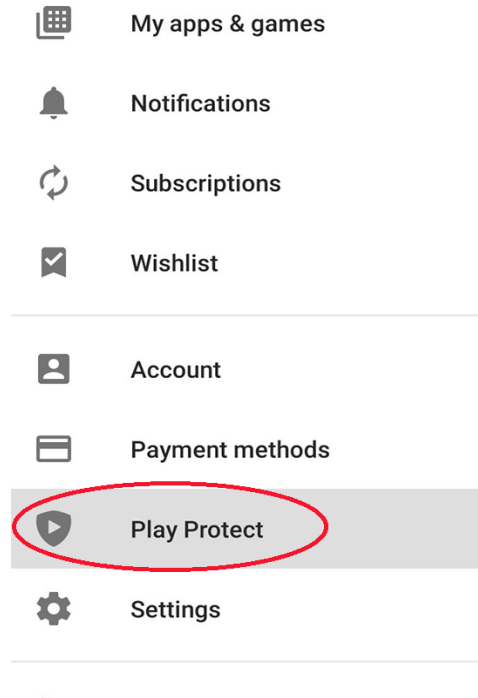 My apps & games
Notifications
Subscriptions
Wishlist
Account
Payment methods
Play Protect
Settings